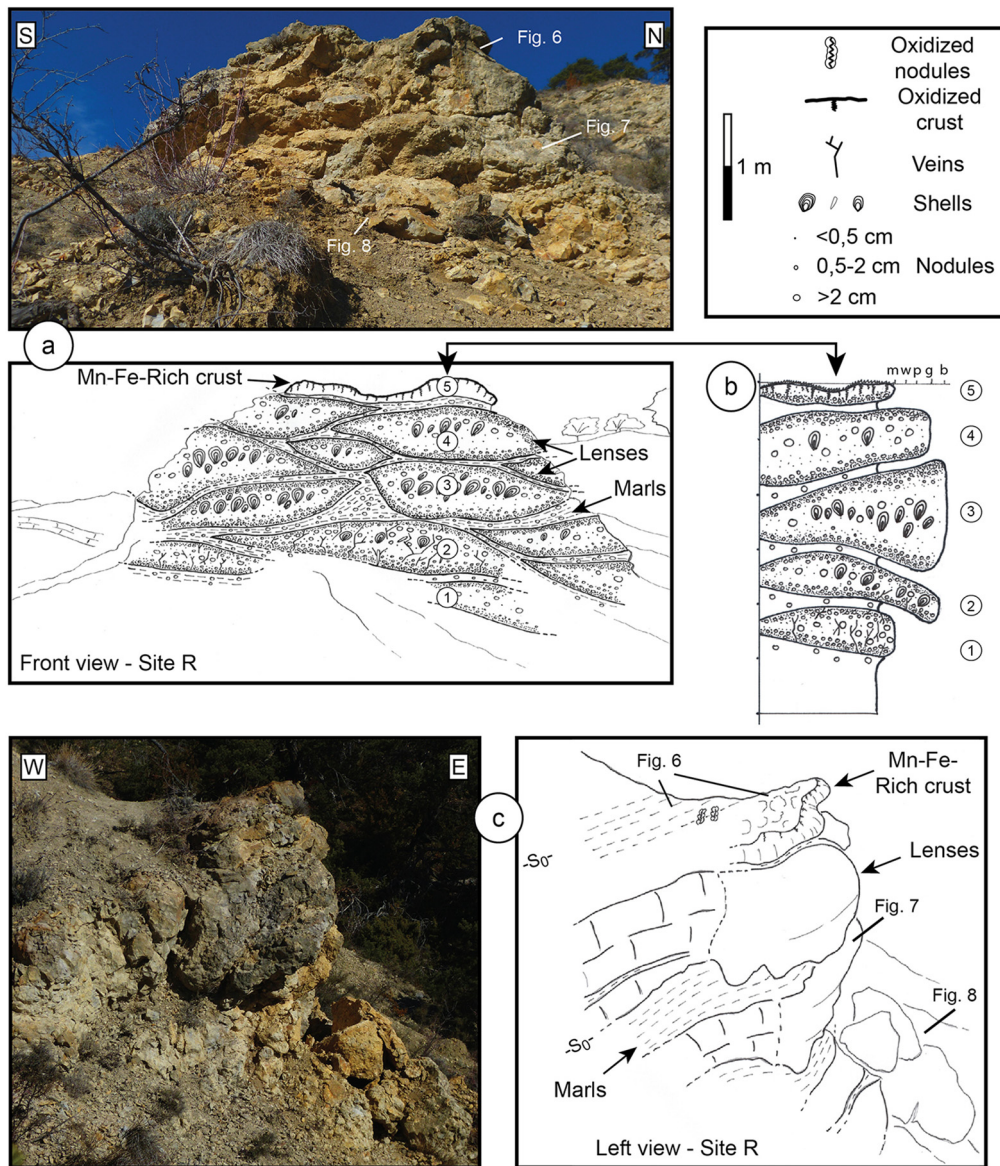 S
N
Fig. 6
Fig. 7
Fig. 8
Oxidized
nodules
Oxidized
crust
Veins
1 m
Shells
<0,5 cm
0,5-2 cm Nodules
>2 cm
a
Mn-Fe-Rich crust
5
4
Lenses
3
Marls
2
1
Front view - Site R
b
m w p g b
5
4
3
2
1
W
E
c
Fig. 6
Mn-Fe-
Rich crust
-S0-
Lenses
Fig. 7
Fig. 8
-S0-
Marls
Left view - Site R